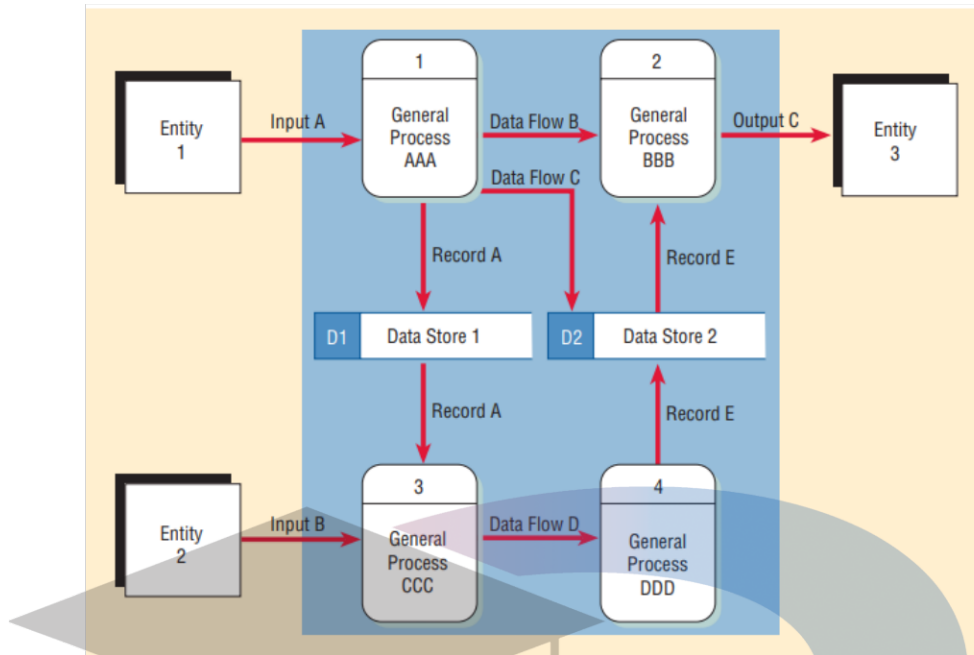 1
2
Entity
1
Input A
General
Process
AAA
Data Flow B
General
Process
BBB
Output C
Entity
3
Data Flow C
Record A
Record E
D1
Data Store 1
D2
Data Store 2
Record A
Record E
3
4
Entity
2
Input B
General
Process
CCC
Data Flow D
General
Process
DDD